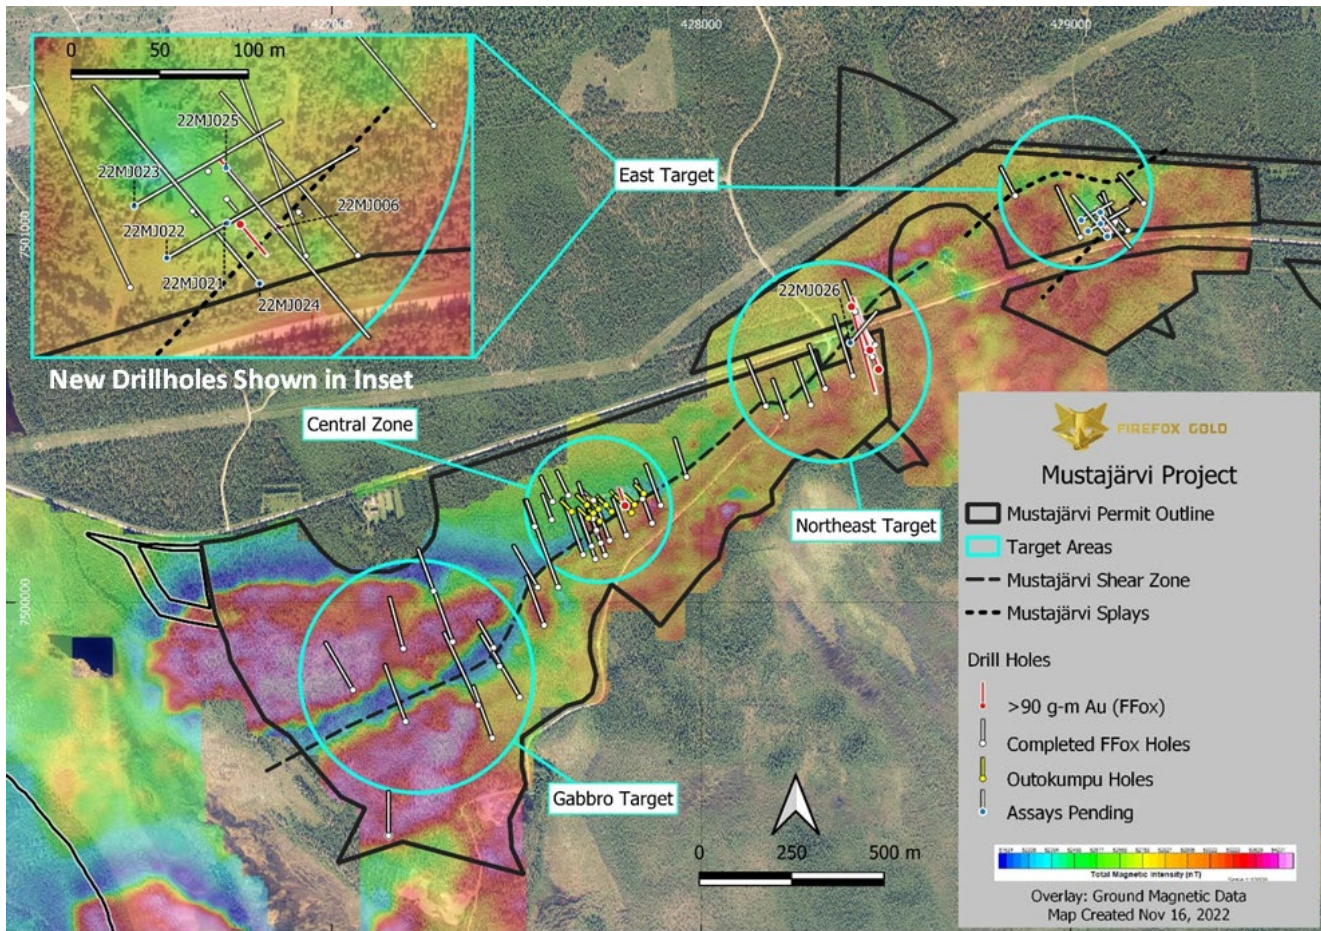 427000
428000
429000
0 50 100 m
22MJ025
22MJ023
22MJ006
22MJ022
22MJ021
22MJ024
7501000
New Drillholes Shown in Inset
East Target
22MJ026
Central Zone
Northeast Target
7500000
Gabbro Target
0 250 500 m
FIREFOX GOLD
Mustajärvi Project
Mustajärvi Permit Outline
Target Areas
Mustajärvi Shear Zone
Mustajärvi Splays
Drill Holes
>90 g-m Au (FFox)
Completed FFox Holes
Outokumpu Holes
Assays Pending
Total Magnetic Intensity (nT)
Overlay: Ground Magnetic Data
Map Created Nov 16, 2022